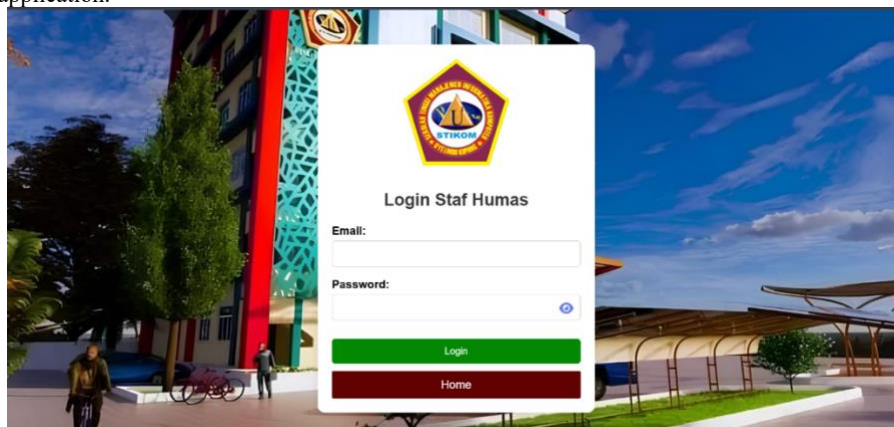 application.
STIKOM
Login Staf Humas
Email:
Password:
Login
Home